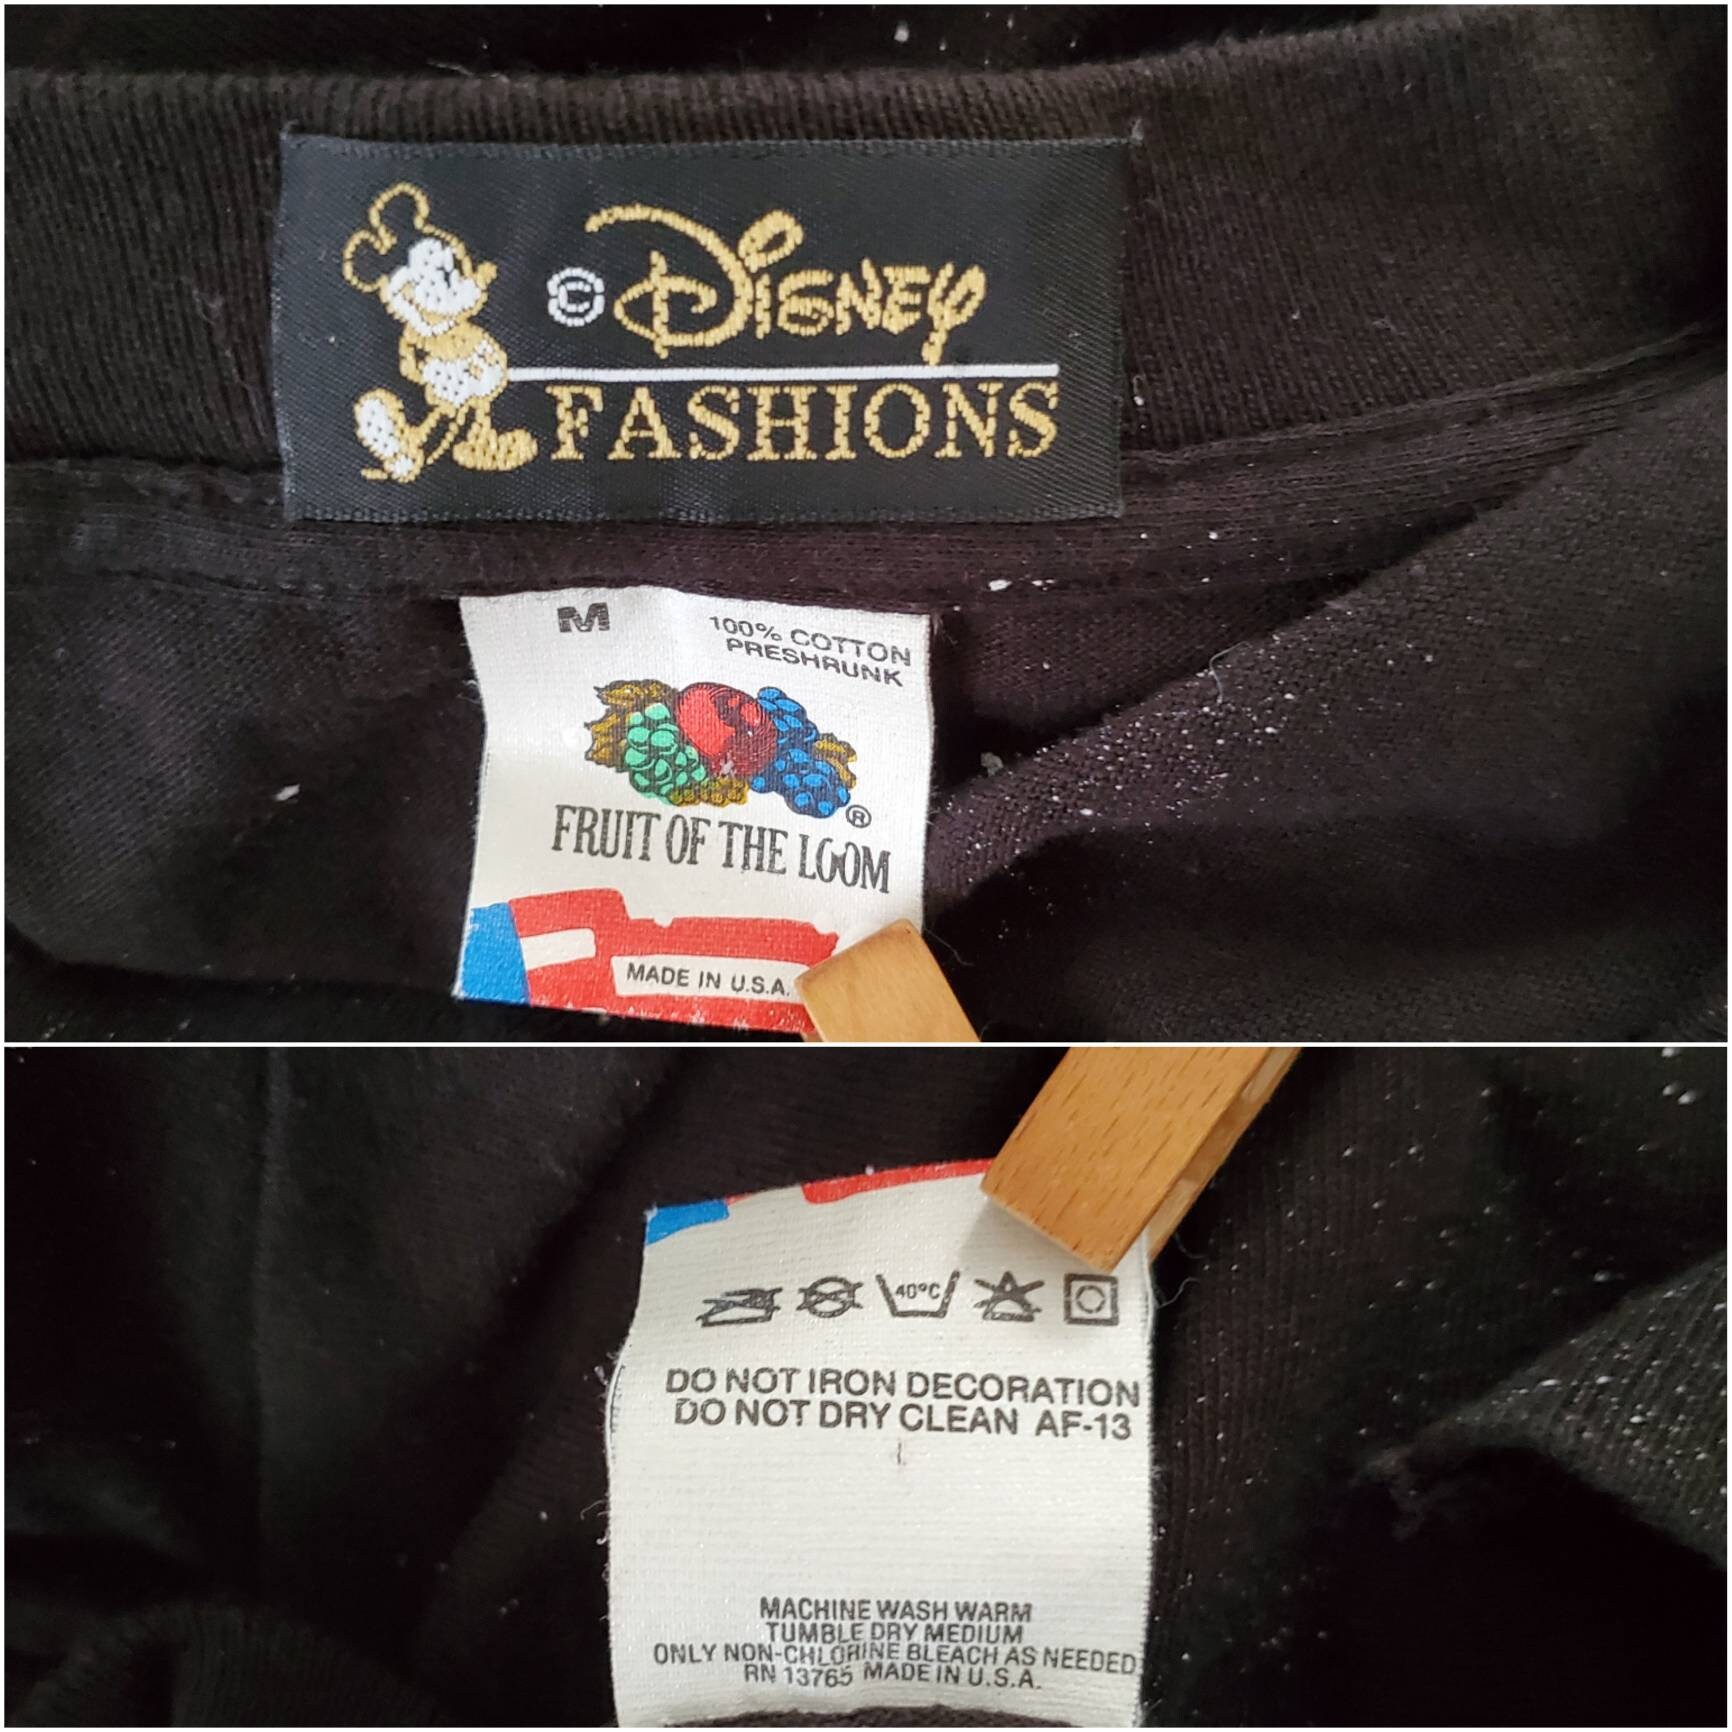 © Disney
FASHIONS
M
100% COTTON
PRESHRUNK
®
FRUIT OF THE LOOM
MADE IN U.S.A.
40°C
DO NOT IRON DECORATION
DO NOT DRY CLEAN AF-13
MACHINE WASH WARM
TUMBLE DRY MEDIUM
ONLY NON-CHLORINE BLEACH AS NEEDED
RN 13765 MADE IN U.S.A.